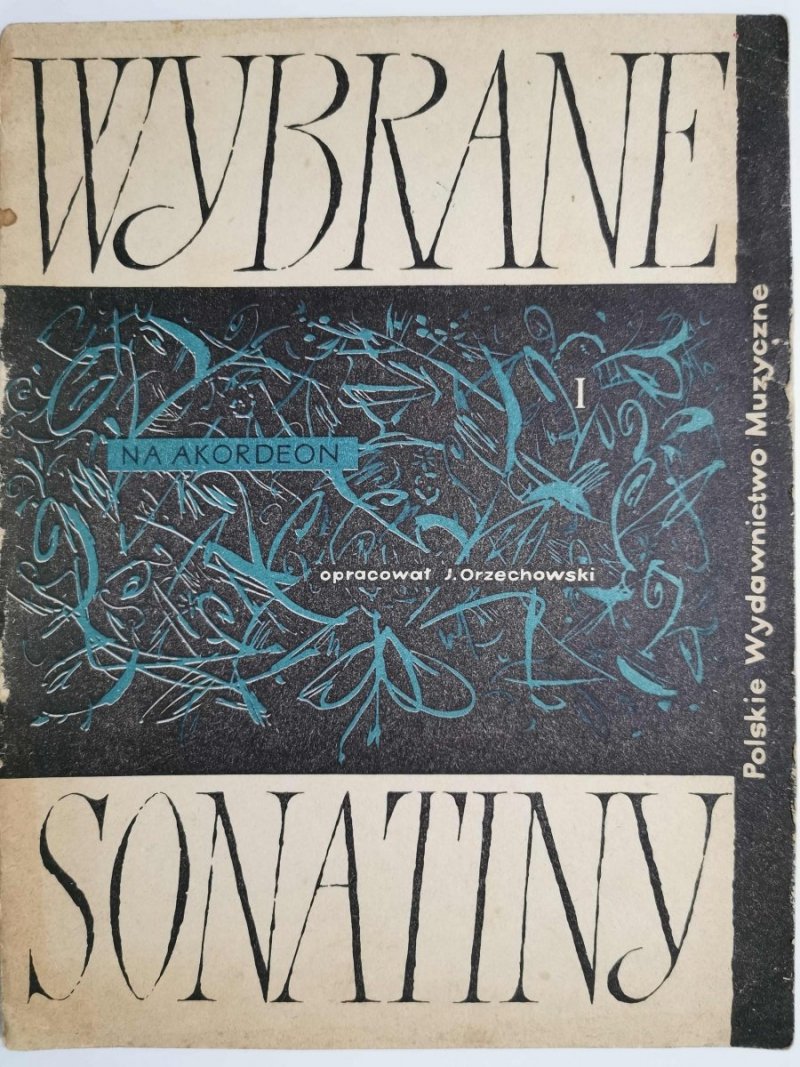 WYBRANE
I
NA AKORDEON
opracował J. Orzechowski
SONATINY
Polskie Wydawnictwo Muzyczne